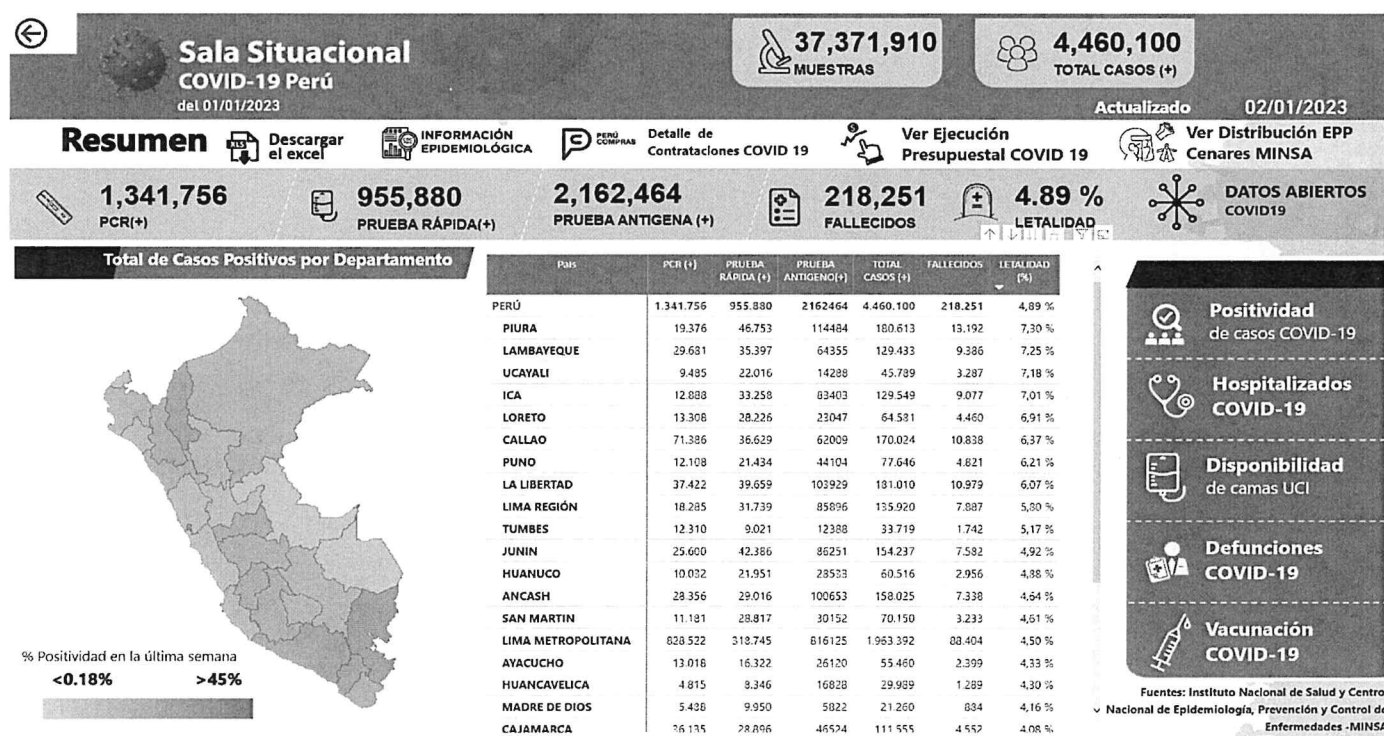 Sala Situacional
COVID-19 Perú
del 01/01/2023
37,371,910
MUESTRAS
4,460,100
TOTAL CASOS (+)
Actualizado 02/01/2023
Resumen
Descargar
el excel
INFORMACIÓN
EPIDEMIOLÓGICA
PERÚ
COMPRAS
Detalle de
Contrataciones COVID 19
Ver Ejecución
Presupuestal COVID 19
Ver Distribución EPP
Cenares MINSA
1,341,756
PCR(+)
955,880
PRUEBA RÁPIDA(+)
2,162,464
PRUEBA ANTIGENA (+)
218,251
FALLECIDOS
4.89 %
LETALIDAD
DATOS ABIERTOS
COVID19
Total de Casos Positivos por Departamento
% Positividad en la última semana
<0.18% >45%
País PCR (+) PRUEBA RÁPIDA (+) PRUEBA ANTIGENO(+) TOTAL CASOS (+) FALLECIDOS LETALIDAD (%)
PERÚ 1.341.756 955.880 2162464 4.460.100 218.251 4,89 %
PIURA 19.376 46.753 114484 180.613 13.192 7,30 %
LAMBAYEQUE 29.681 35.397 64355 129.433 9.386 7,25 %
UCAYALI 9.485 22.016 14288 45.789 3.287 7,18 %
ICA 12.888 33.258 83403 129.549 9.077 7,01 %
LORETO 13.308 28.226 23047 64.581 4.460 6,91 %
CALLAO 71.386 36.629 62009 170.024 10.838 6,37 %
PUNO 12.108 21.434 44104 77.646 4.821 6,21 %
LA LIBERTAD 37.422 39.659 103929 181.010 10.979 6,07 %
LIMA REGIÓN 18.285 31.739 85896 135.920 7.887 5,80 %
TUMBES 12.310 9.021 12388 33.719 1.742 5,17 %
JUNIN 25.600 42.386 86251 154.237 7.582 4,92 %
HUANUCO 10.032 21.951 28533 60.516 2.956 4,88 %
ANCASH 28.356 29.016 100653 158.025 7.338 4,64 %
SAN MARTIN 11.181 28.817 30152 70.150 3.233 4,61 %
LIMA METROPOLITANA 828.522 318.745 816125 1.963.392 88.404 4,50 %
AYACUCHO 13.018 16.322 26120 55.460 2.399 4,33 %
HUANCAVELICA 4.815 8.346 16828 29.989 1.289 4,30 %
MADRE DE DIOS 5.438 9.950 5822 21.260 884 4,16 %
CAJAMARCA 36.135 28.896 46524 111.555 4.552 4,08 %
Positividad
de casos COVID-19
Hospitalizados
COVID-19
Disponibilidad
de camas UCI
Defunciones
COVID-19
Vacunación
COVID-19
Fuentes: Instituto Nacional de Salud y Centro
Nacional de Epidemiología, Prevención y Control de
Enfermedades -MINSA